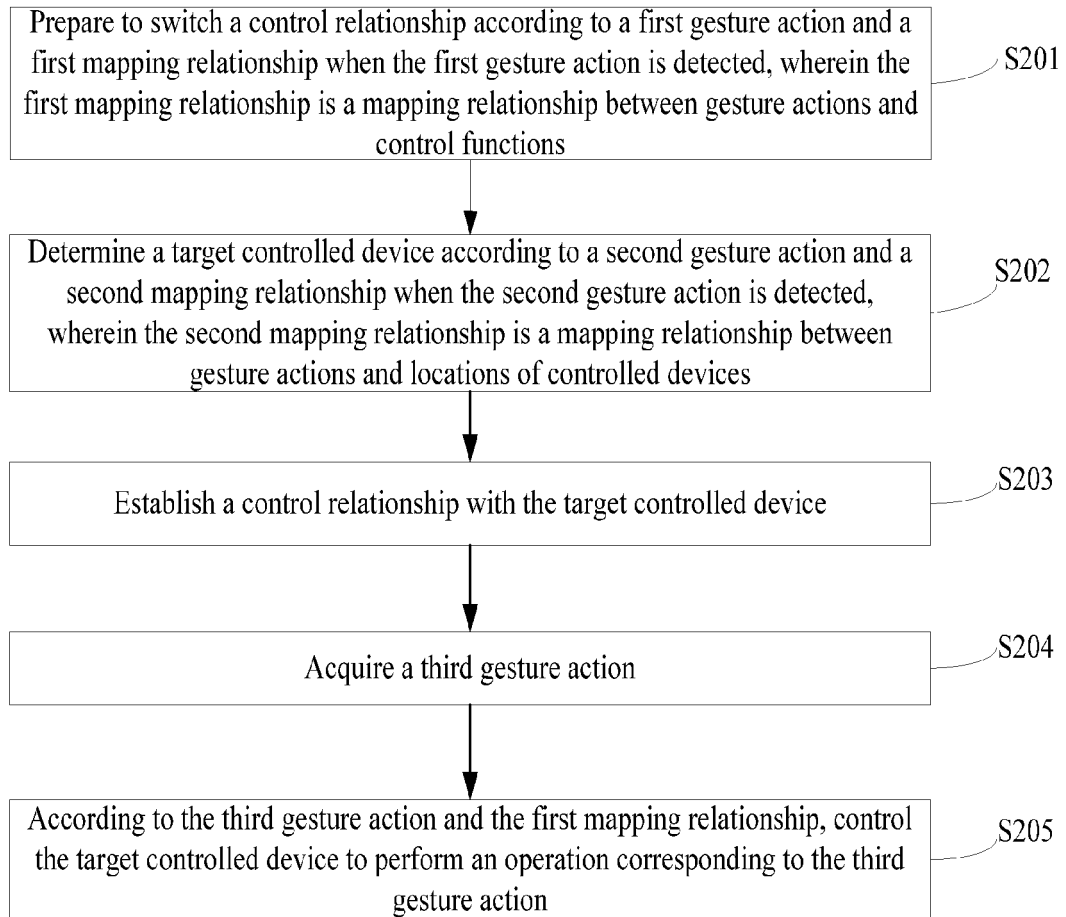 Prepare to switch a control relationship according to a first gesture action and a
first mapping relationship when the first gesture action is detected, wherein the
first mapping relationship is a mapping relationship between gesture actions and
control functions
S201
Determine a target controlled device according to a second gesture action and a
second mapping relationship when the second gesture action is detected,
wherein the second mapping relationship is a mapping relationship between
gesture actions and locations of controlled devices
S202
Establish a control relationship with the target controlled device
S203
Acquire a third gesture action
S204
According to the third gesture action and the first mapping relationship, control
the target controlled device to perform an operation corresponding to the third
gesture action
S205